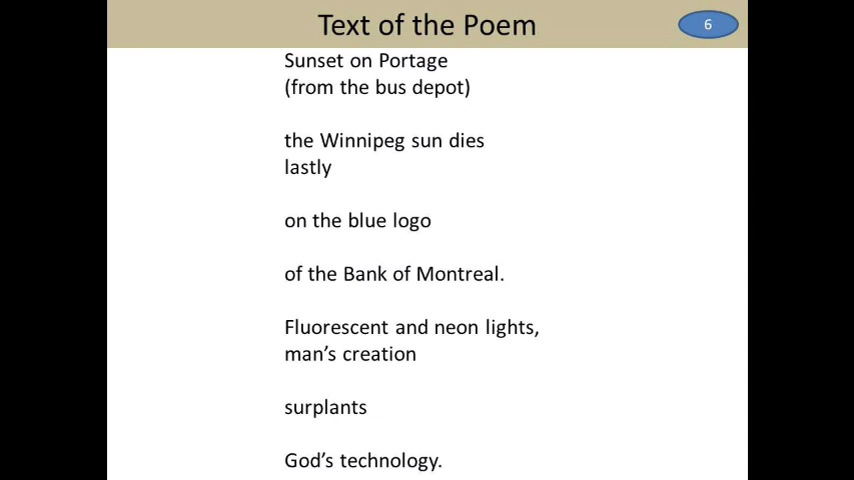 Text of the Poem
6
Sunset on Portage
(from the bus depot)
the Winnipeg sun dies
lastly
on the blue logo
of the Bank of Montreal.
Fluorescent and neon lights,
man’s creation
surplants
God’s technology.